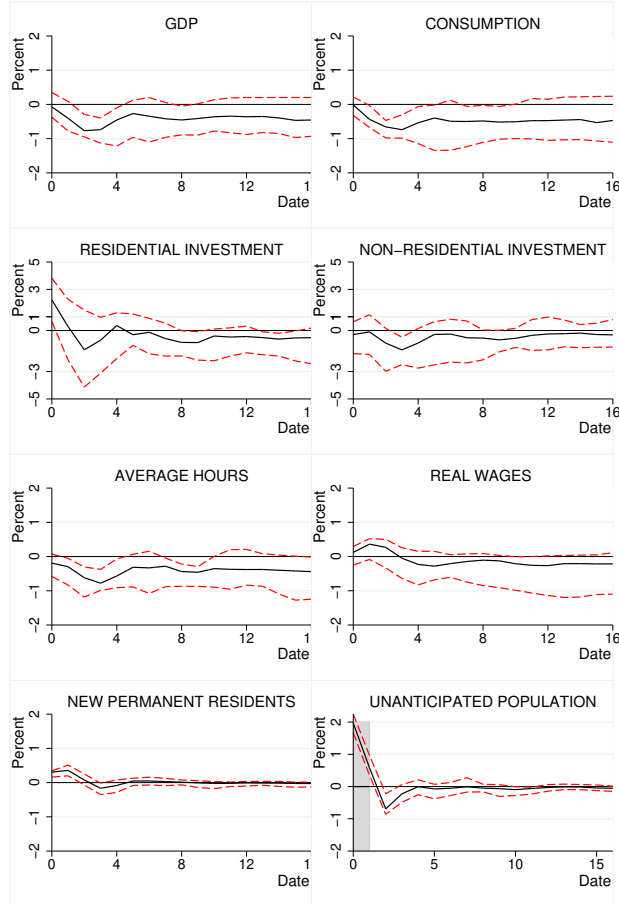 GDP
Percent
2
1
0
−1
−2
0 4 8 12 1
Date
CONSUMPTION
Percent
2
1
0
−1
−2
0 4 8 12 16
Date
RESIDENTIAL INVESTMENT
Percent
5
3
1
0
−3
−5
0 4 8 12 1
Date
NON−RESIDENTIAL INVESTMENT
Percent
5
3
1
0
−3
−5
0 4 8 12 16
Date
AVERAGE HOURS
Percent
2
1
0
−1
−2
0 4 8 12 1
Date
REAL WAGES
Percent
2
1
0
−1
−2
0 4 8 12 16
Date
NEW PERMANENT RESIDENTS
Percent
2
1
0
−1
−2
0 4 8 12 1
Date
UNANTICIPATED POPULATION
Percent
2
1
0
−1
−2
0 5 10 15
Date